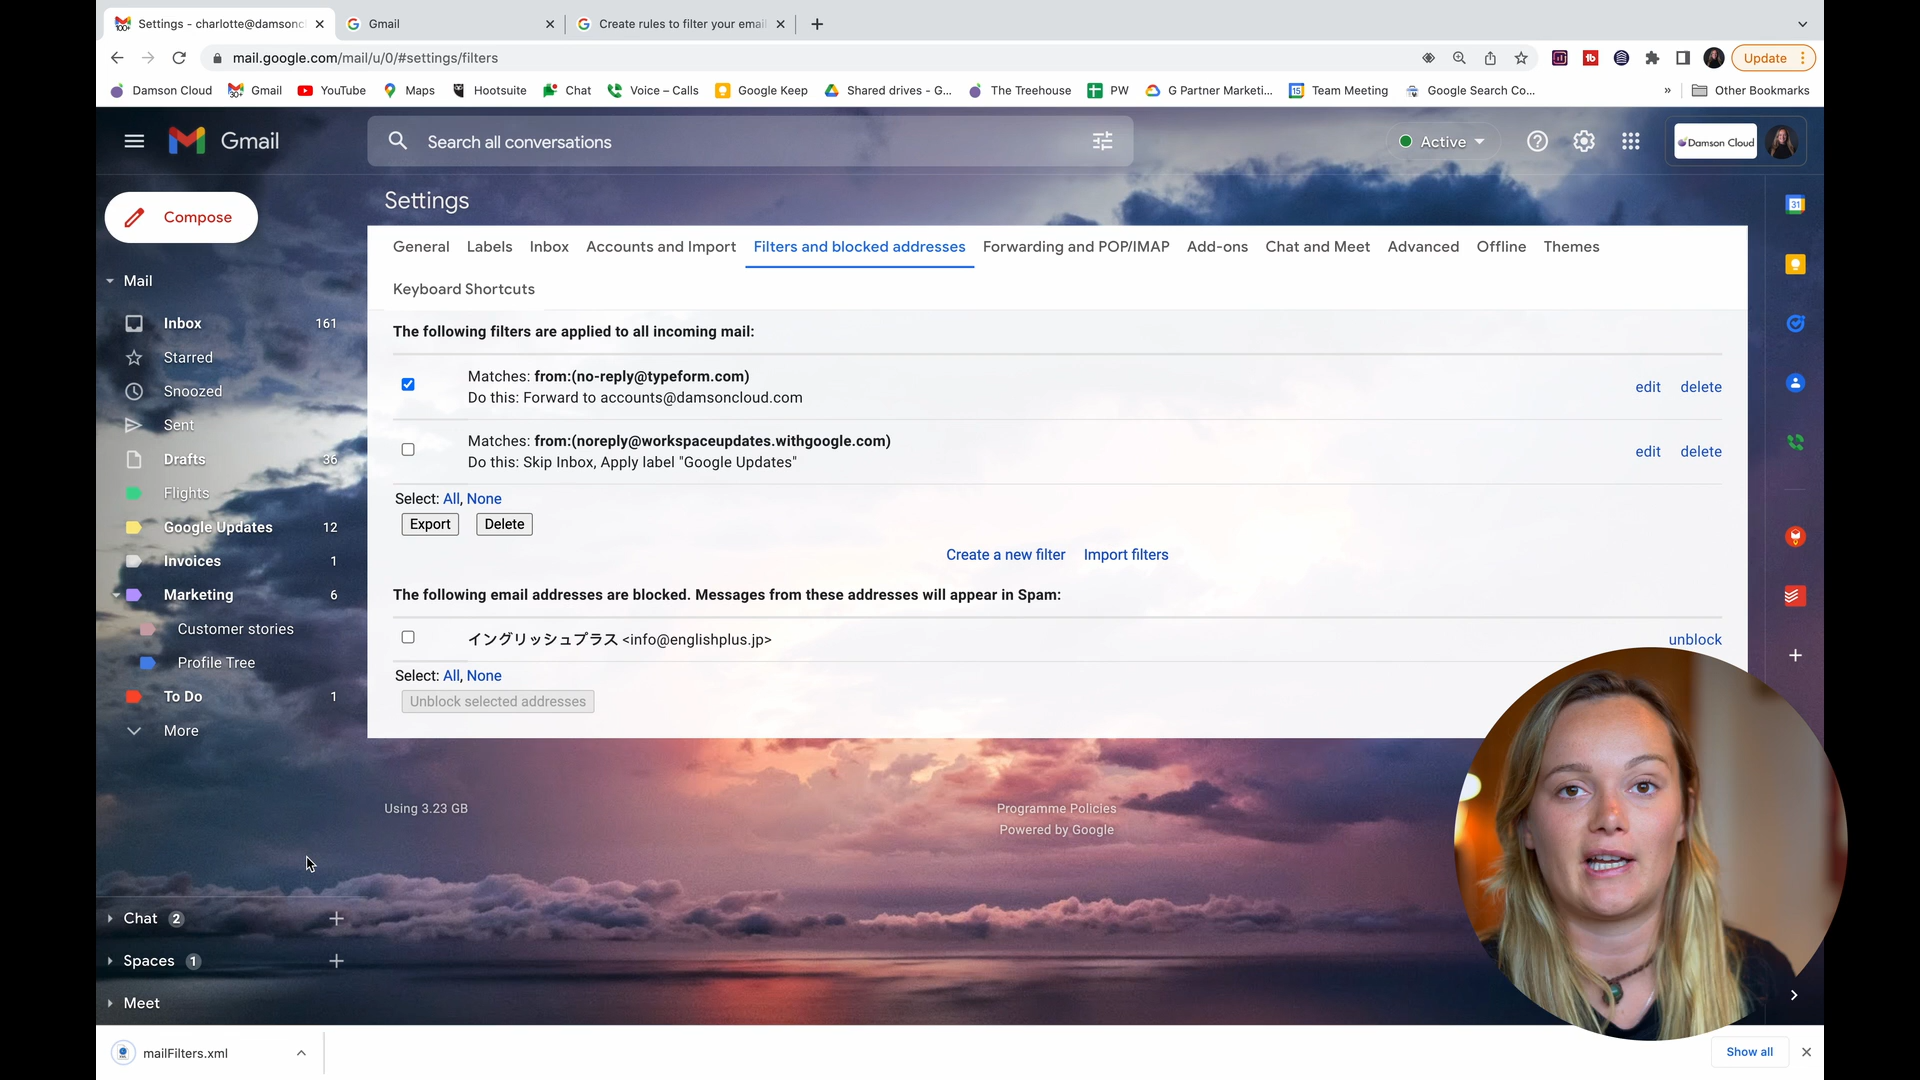 Settings - charlotte@damsonc
Gmail
Create rules to filter your email
mail.google.com/mail/u/0/#settings/filters
Update
Damson Cloud
Gmail
YouTube
Maps
Hootsuite
Chat
Voice – Calls
Google Keep
Shared drives - G...
The Treehouse
PW
G Partner Marketi...
Team Meeting
Google Search Co...
»
Other Bookmarks
Gmail
Search all conversations
Active
Damson Cloud
Compose
Settings
General
Labels
Inbox
Accounts and Import
Filters and blocked addresses
Forwarding and POP/IMAP
Add-ons
Chat and Meet
Advanced
Offline
Themes
Keyboard Shortcuts
Mail
Inbox 161
Starred
Snoozed
Sent
Drafts 36
Flights
Google Updates 12
Invoices 1
Marketing 6
Customer stories
Profile Tree
To Do 1
More
The following filters are applied to all incoming mail:
Matches: from:(no-reply@typeform.com)
Do this: Forward to accounts@damsoncloud.com
edit delete
Matches: from:(noreply@workspaceupdates.withgoogle.com)
Do this: Skip Inbox, Apply label "Google Updates"
edit delete
Select: All, None
Export Delete
Create a new filter Import filters
The following email addresses are blocked. Messages from these addresses will appear in Spam:
イングリッシュプラス <info@englishplus.jp>
unblock
Select: All, None
Unblock selected addresses
Using 3.23 GB
Programme Policies
Powered by Google
Chat 2
Spaces 1
Meet
31
mailFilters.xml
Show all